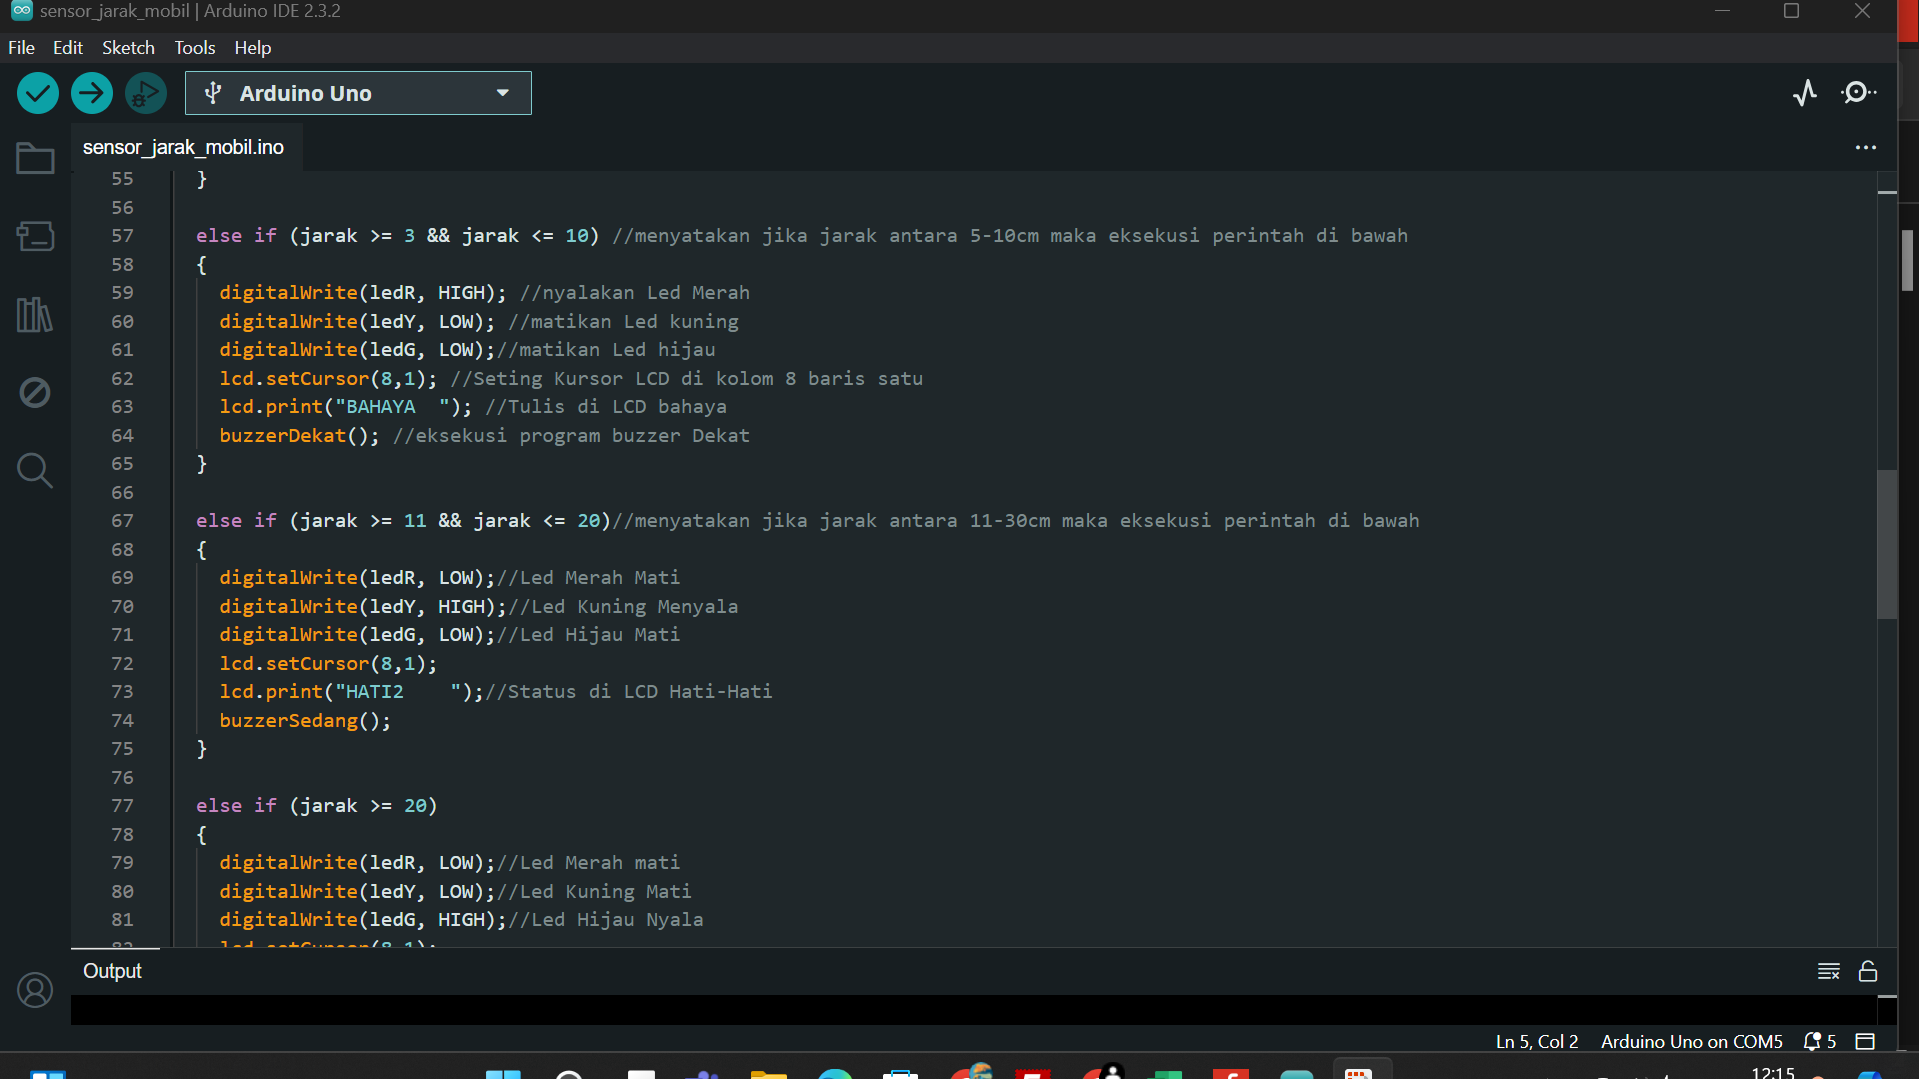 sensor_jarak_mobil | Arduino IDE 2.3.2
File Edit Sketch Tools Help
Arduino Uno
sensor_jarak_mobil.ino
55 }
56
57 else if (jarak >= 3 && jarak <= 10) //menyatakan jika jarak antara 5-10cm maka eksekusi perintah di bawah
58 {
59 digitalWrite(ledR, HIGH); //nyalakan Led Merah
60 digitalWrite(ledY, LOW); //matikan Led kuning
61 digitalWrite(ledG, LOW);//matikan Led hijau
62 lcd.setCursor(8,1); //Seting Kursor LCD di kolom 8 baris satu
63 lcd.print("BAHAYA  "); //Tulis di LCD bahaya
64 buzzerDekat(); //eksekusi program buzzer Dekat
65 }
66
67 else if (jarak >= 11 && jarak <= 20)//menyatakan jika jarak antara 11-30cm maka eksekusi perintah di bawah
68 {
69 digitalWrite(ledR, LOW);//Led Merah Mati
70 digitalWrite(ledY, HIGH);//Led Kuning Menyala
71 digitalWrite(ledG, LOW);//Led Hijau Mati
72 lcd.setCursor(8,1);
73 lcd.print("HATI2    ");//Status di LCD Hati-Hati
74 buzzerSedang();
75 }
76
77 else if (jarak >= 20)
78 {
79 digitalWrite(ledR, LOW);//Led Merah mati
80 digitalWrite(ledY, LOW);//Led Kuning Mati
81 digitalWrite(ledG, HIGH);//Led Hijau Nyala
82 lcd.setCursor(8,1);
Output
Ln 5, Col 2 Arduino Uno on COM5 5
12:15